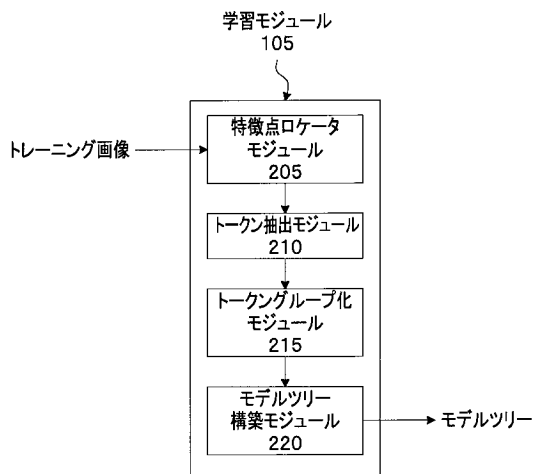 学習モジュール
105
トレーニング画像
特徴点ロケータ
モジュール
205
トークン抽出モジュール
210
トークングループ化
モジュール
215
モデルツリー
構築モジュール
220
モデルツリー